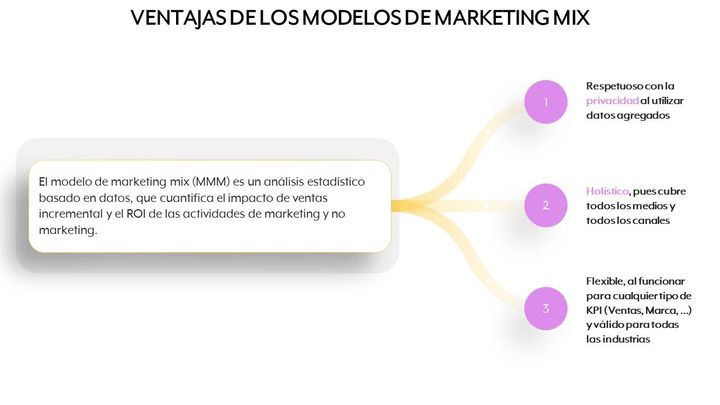 VENTAJAS DE LOS MODELOS DE MARKETING MIX
El modelo de marketing mix (MMM) es un análisis estadístico
basado en datos, que cuantifica el impacto de ventas
incremental y el ROI de las actividades de marketing y no
marketing.
1
Respetuoso con la
privacidad al utilizar
datos agregados
2
Holístico, pues cubre
todos los medios y
todos los canales
3
Flexible, al funcionar
para cualquier tipo de
KPI (Ventas, Marca, ...)
y válido para todas
las industrias